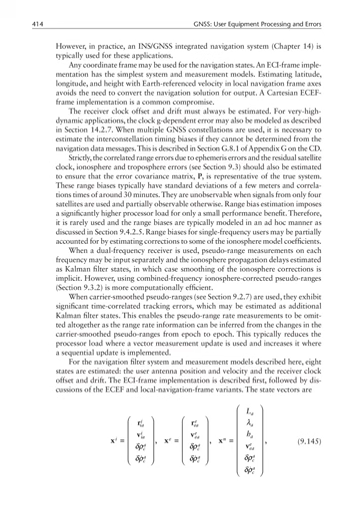 414 GNSS: User Equipment Processing and Errors
However, in practice, an INS/GNSS integrated navigation system (Chapter 14) is
typically used for these applications.
Any coordinate frame may be used for the navigation states. An ECI-frame imple-
mentation has the simplest system and measurement models. Estimating latitude,
longitude, and height with Earth-referenced velocity in local navigation frame axes
avoids the need to convert the navigation solution for output. A Cartesian ECEF-
frame implementation is a common compromise.
The receiver clock offset and drift must always be estimated. For very-high-
dynamic applications, the clock g-dependent error may also be modeled as described
in Section 14.2.7. When multiple GNSS constellations are used, it is necessary to
estimate the interconstellation timing biases if they cannot be determined from the
navigation data messages. This is described in Section G.8.1 of Appendix G on the CD.
Strictly, the correlated range errors due to ephemeris errors and the residual satellite
clock, ionosphere and troposphere errors (see Section 9.3) should also be estimated
to ensure that the error covariance matrix, P, is representative of the true system.
These range biases typically have standard deviations of a few meters and correla-
tions times of around 30 minutes. They are unobservable when signals from only four
satellites are used and partially observable otherwise. Range bias estimation imposes
a significantly higher processor load for only a small performance benefit. Therefore,
it is rarely used and the range biases are typically modeled in an ad hoc manner as
discussed in Section 9.4.2.5. Range biases for single-frequency users may be partially
accounted for by estimating corrections to some of the ionosphere model coefficients.
When a dual-frequency receiver is used, pseudo-range measurements on each
frequency may be input separately and the ionosphere propagation delays estimated
as Kalman filter states, in which case smoothing of the ionosphere corrections is
implicit. However, using combined-frequency ionosphere-corrected pseudo-ranges
(Section 9.3.2) is more computationally efficient.
When carrier-smoothed pseudo-ranges (see Section 9.2.7) are used, they exhibit
significant time-correlated tracking errors, which may be estimated as additional
Kalman filter states. This enables the pseudo-range rate measurements to be omit-
ted altogether as the range rate information can be inferred from the changes in the
carrier-smoothed pseudo-ranges from epoch to epoch. This typically reduces the
processor load where a vector measurement update is used and increases it where
a sequential update is implemented.
For the navigation filter system and measurement models described here, eight
states are estimated: the user antenna position and velocity and the receiver clock
offset and drift. The ECI-frame implementation is described first, followed by dis-
cussions of the ECEF and local-navigation-frame variants. The state vectors are
(9.145)